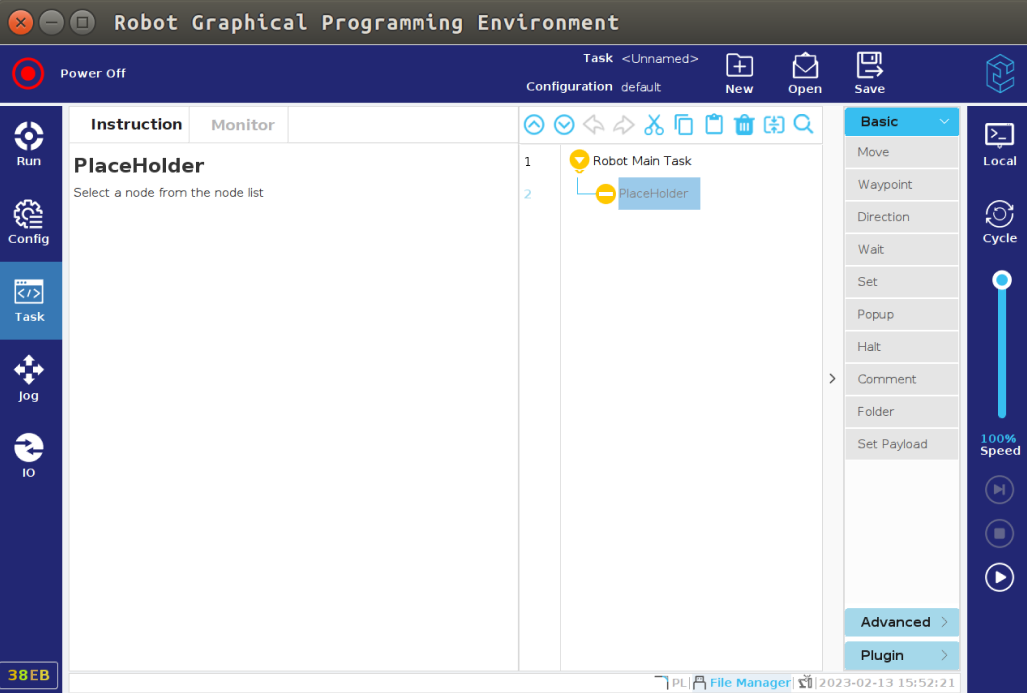 Robot Graphical Programming Environment
Power Off
Task <Unnamed>
Configuration default
New
Open
Save
Run
Config
Task
Jog
IO
38EB
Instruction
Monitor
PlaceHolder
Select a node from the node list
1 Robot Main Task
2 PlaceHolder
Basic
Move
Waypoint
Direction
Wait
Set
Popup
Halt
Comment
Folder
Set Payload
Advanced
Plugin
Local
Cycle
100%
Speed
PL File Manager 2023-02-13 15:52:21